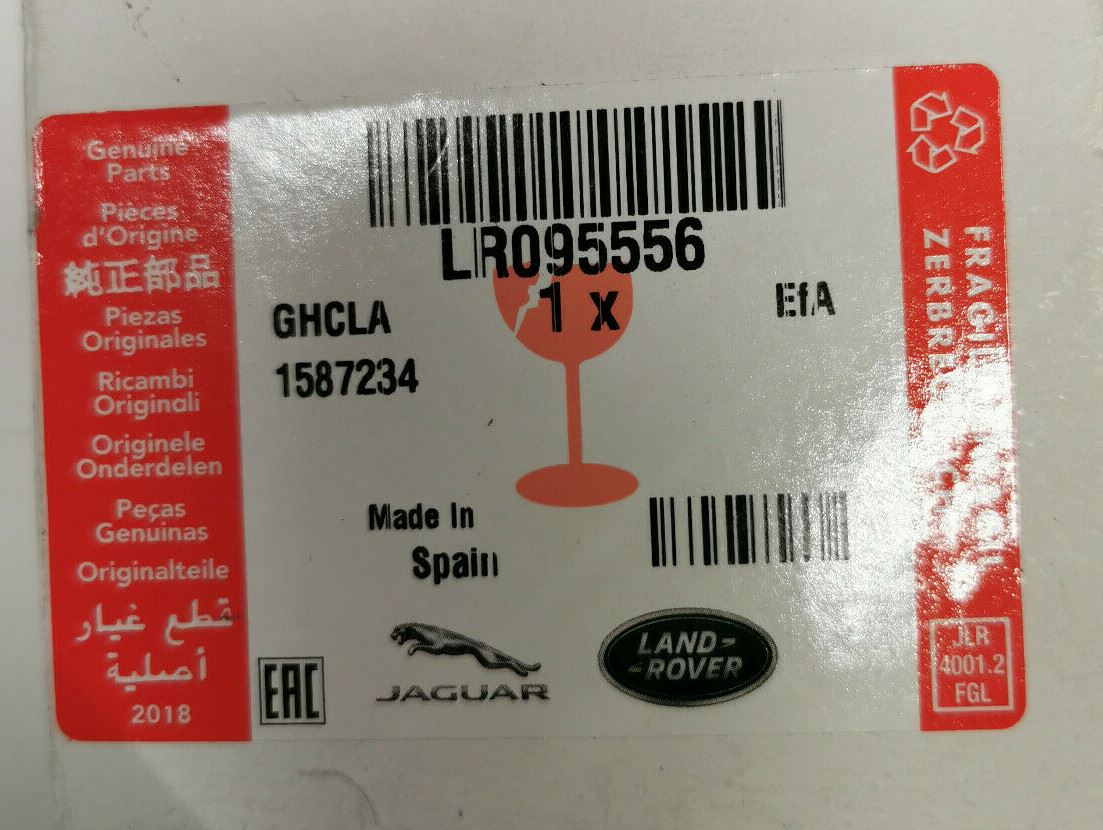 Genuine
Parts
Pièces
d'Origine
純正部品
Piezas
Originales
Ricambi
Originali
Originele
Onderdelen
Peças
Genuinas
Originalteile
قطع غيار
أصلية
2018
LR095556
1 x
EfA
GHCLA
1587234
Made In
Spain
EAC
JAGUAR
LAND-
-ROVER
FRAGIL
JLR
4001.2
FGL